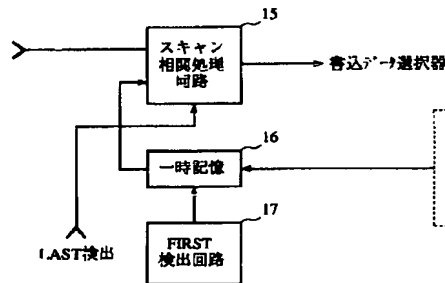 15
スキャン
相関処理
回路
書込データ選択器
16
一時記憶
17
LAST検出
FIRST
検出回路